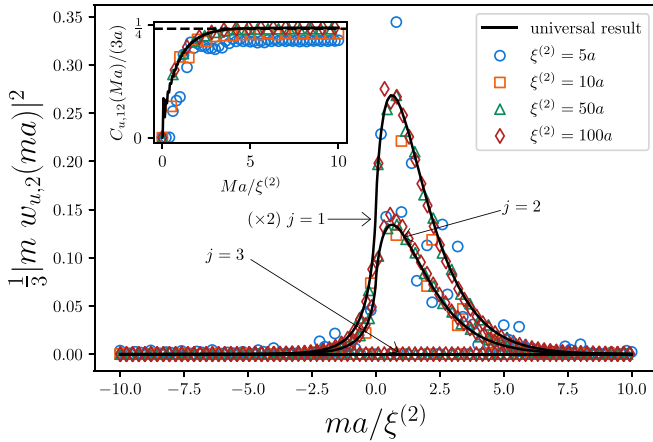 universal result
ξ^(2) = 5a
ξ^(2) = 10a
ξ^(2) = 50a
ξ^(2) = 100a
C_{u,12}(Ma)/(3a)
1/4
0
0 5 10
Ma/ξ^(2)
(×2) j = 1
j = 2
j = 3
1/3 |m w_{u,2}(ma)|^2
0.35
0.30
0.25
0.20
0.15
0.10
0.05
0.00
−10.0 −7.5 −5.0 −2.5 0.0 2.5 5.0 7.5 10.0
ma/ξ^(2)